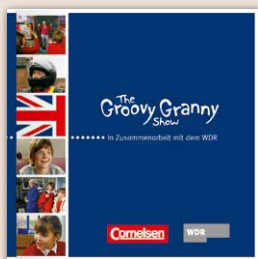 The
Groovy Granny
Show
In Zusammenarbeit mit dem WDR
Cornelsen
WDR